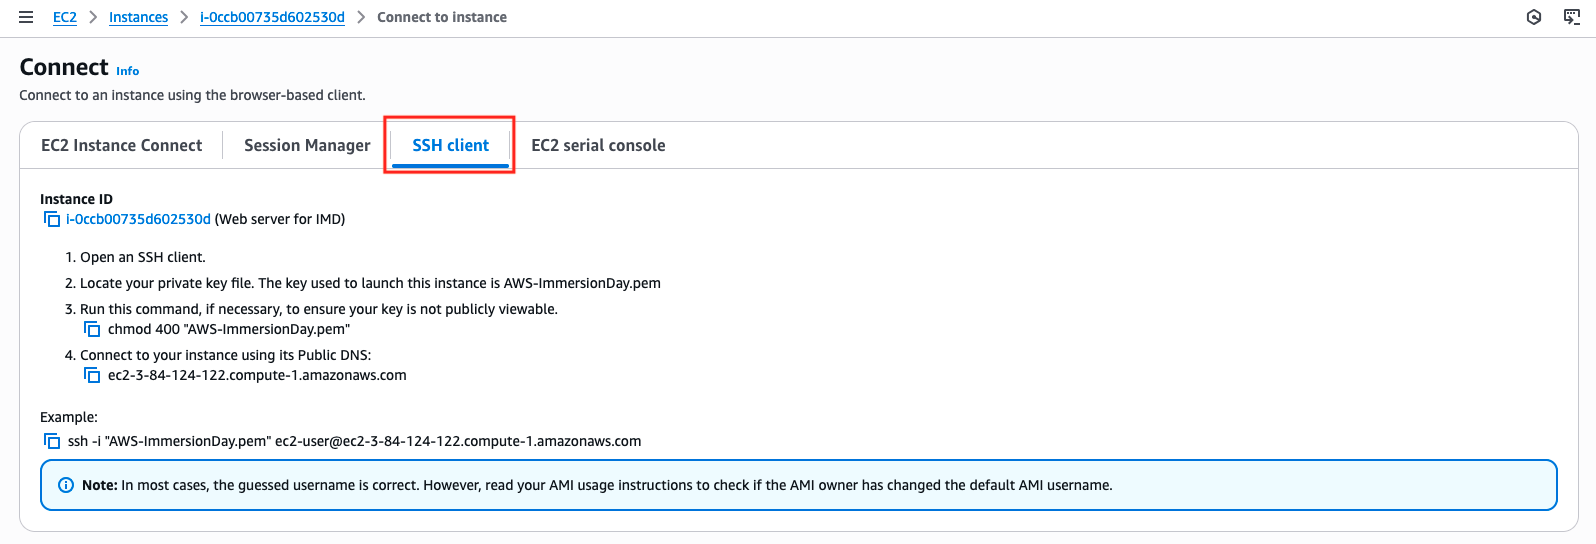 EC2 > Instances > i-0ccb00735d602530d > Connect to instance
Connect Info
Connect to an instance using the browser-based client.
EC2 Instance Connect Session Manager SSH client EC2 serial console
Instance ID
i-0ccb00735d602530d (Web server for IMD)
1. Open an SSH client.
2. Locate your private key file. The key used to launch this instance is AWS-ImmersionDay.pem
3. Run this command, if necessary, to ensure your key is not publicly viewable.
chmod 400 "AWS-ImmersionDay.pem"
4. Connect to your instance using its Public DNS:
ec2-3-84-124-122.compute-1.amazonaws.com
Example:
ssh -i "AWS-ImmersionDay.pem" ec2-user@ec2-3-84-124-122.compute-1.amazonaws.com
Note: In most cases, the guessed username is correct. However, read your AMI usage instructions to check if the AMI owner has changed the default AMI username.